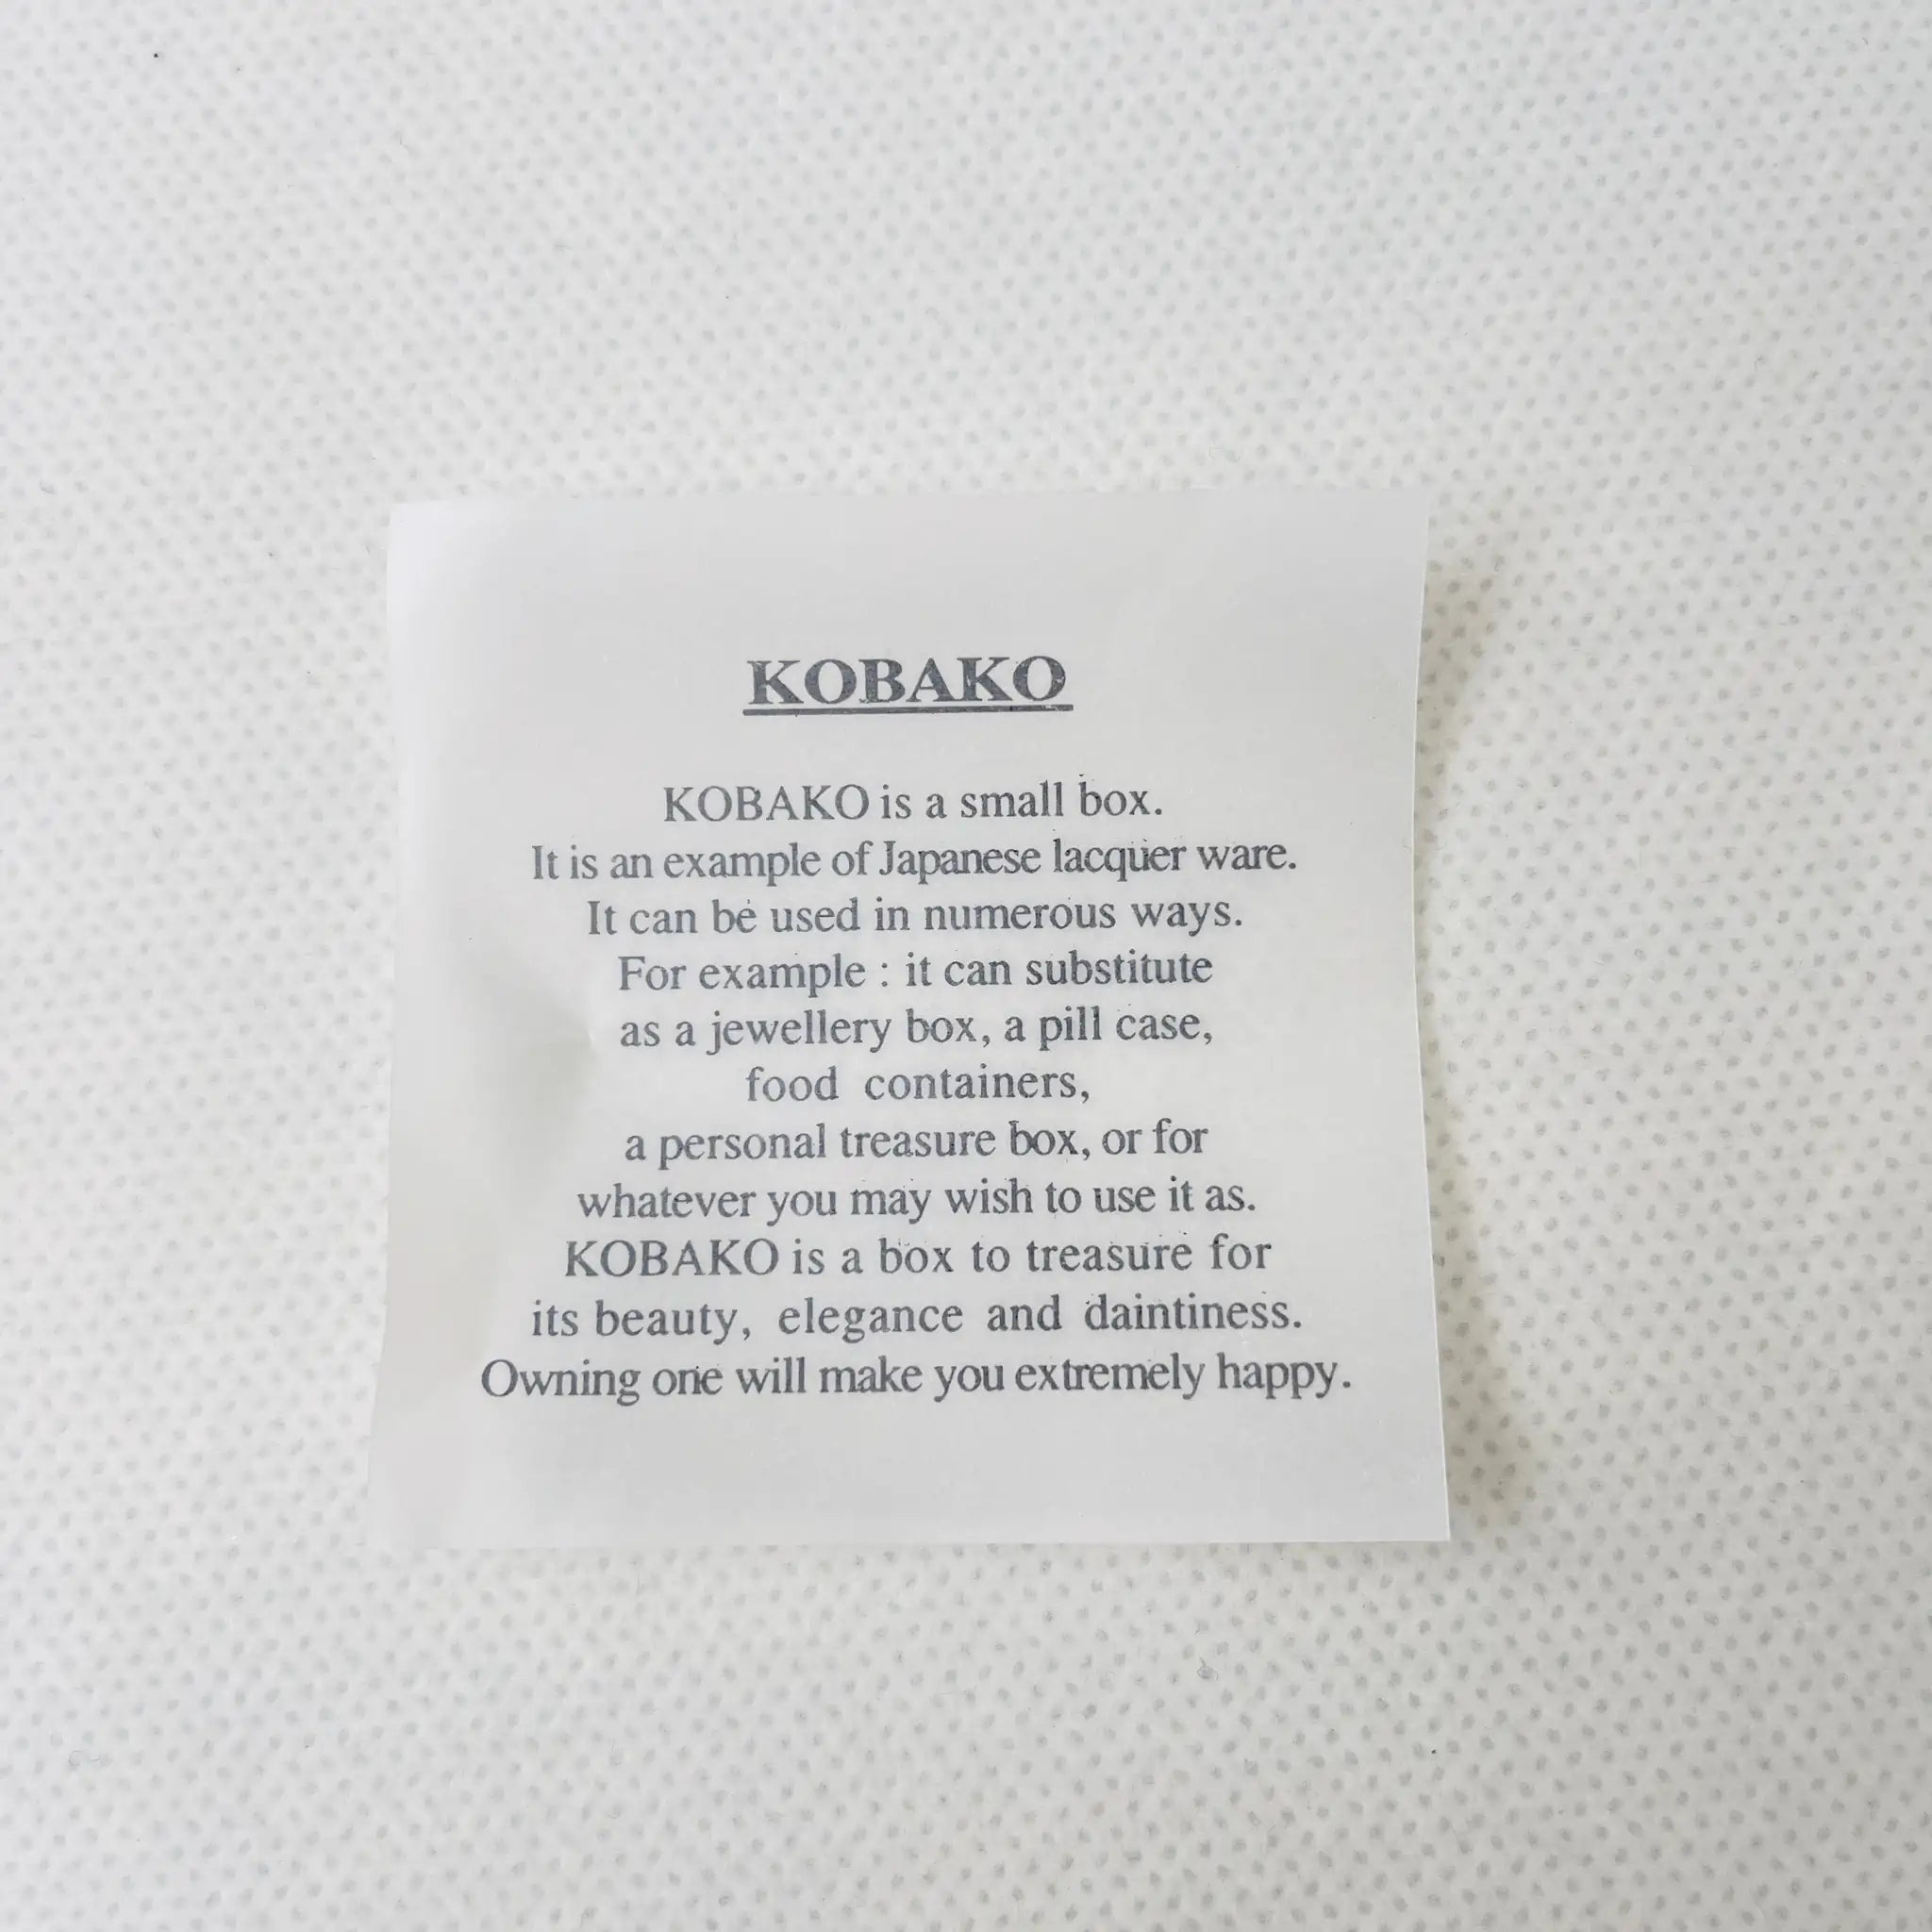 KOBAKO
KOBAKO is a small box.
It is an example of Japanese lacquer ware.
It can be used in numerous ways.
For example : it can substitute
as a jewellery box, a pill case,
food containers,
a personal treasure box, or for
whatever you may wish to use it as.
KOBAKO is a box to treasure for
its beauty, elegance and daintiness.
Owning one will make you extremely happy.